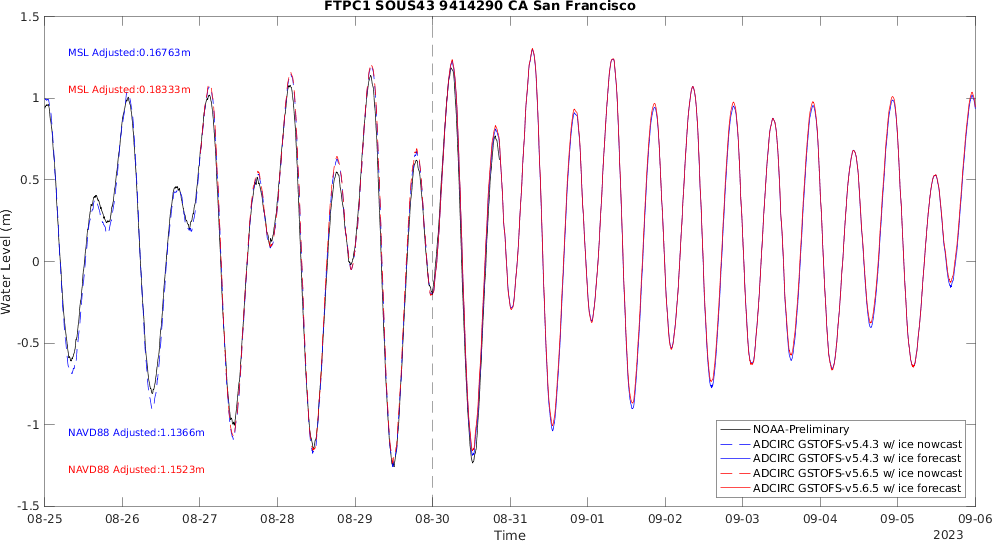 FTPC1 SOUS43 9414290 CA San Francisco
1.5
MSL Adjusted:0.16763m
MSL Adjusted:0.18333m
1
0.5
Water Level (m)
0
-0.5
-1
NAVD88 Adjusted:1.1366m
NAVD88 Adjusted:1.1523m
NOAA-Preliminary
ADCIRC GSTOFS-v5.4.3 w/ ice nowcast
ADCIRC GSTOFS-v5.4.3 w/ ice forecast
ADCIRC GSTOFS-v5.6.5 w/ ice nowcast
ADCIRC GSTOFS-v5.6.5 w/ ice forecast
-1.5
08-25 08-26 08-27 08-28 08-29 08-30 08-31 09-01 09-02 09-03 09-04 09-05 09-06
Time
2023